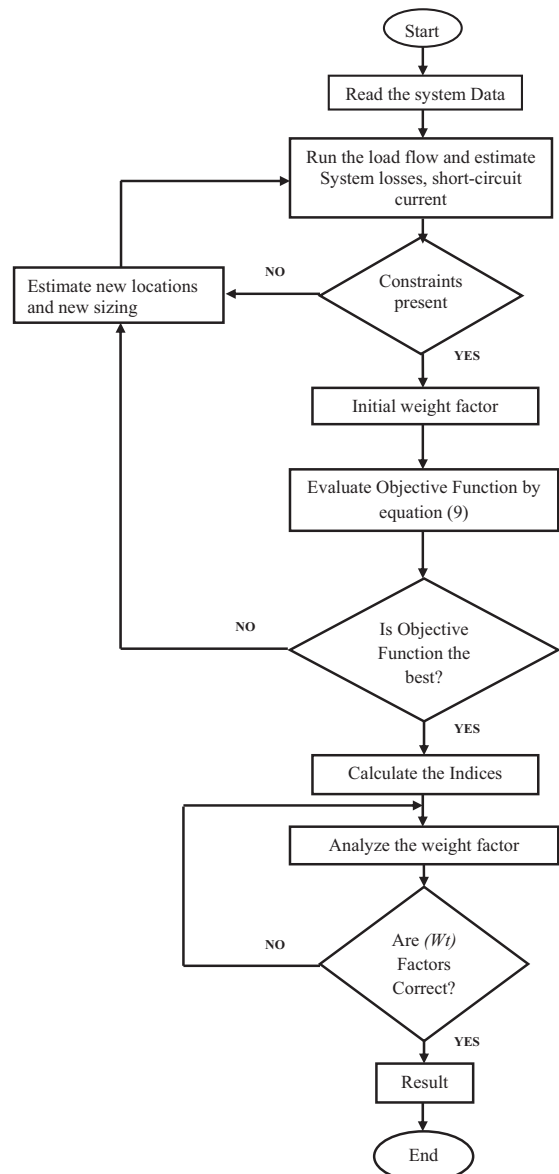 Start
Read the system Data
Run the load flow and estimate
System losses, short-circuit
current
NO
Estimate new locations
and new sizing
Constraints
present
YES
Initial weight factor
Evaluate Objective Function by
equation (9)
NO
Is Objective
Function the
best?
YES
Calculate the Indices
Analyze the weight factor
NO
Are (Wt)
Factors
Correct?
YES
Result
End